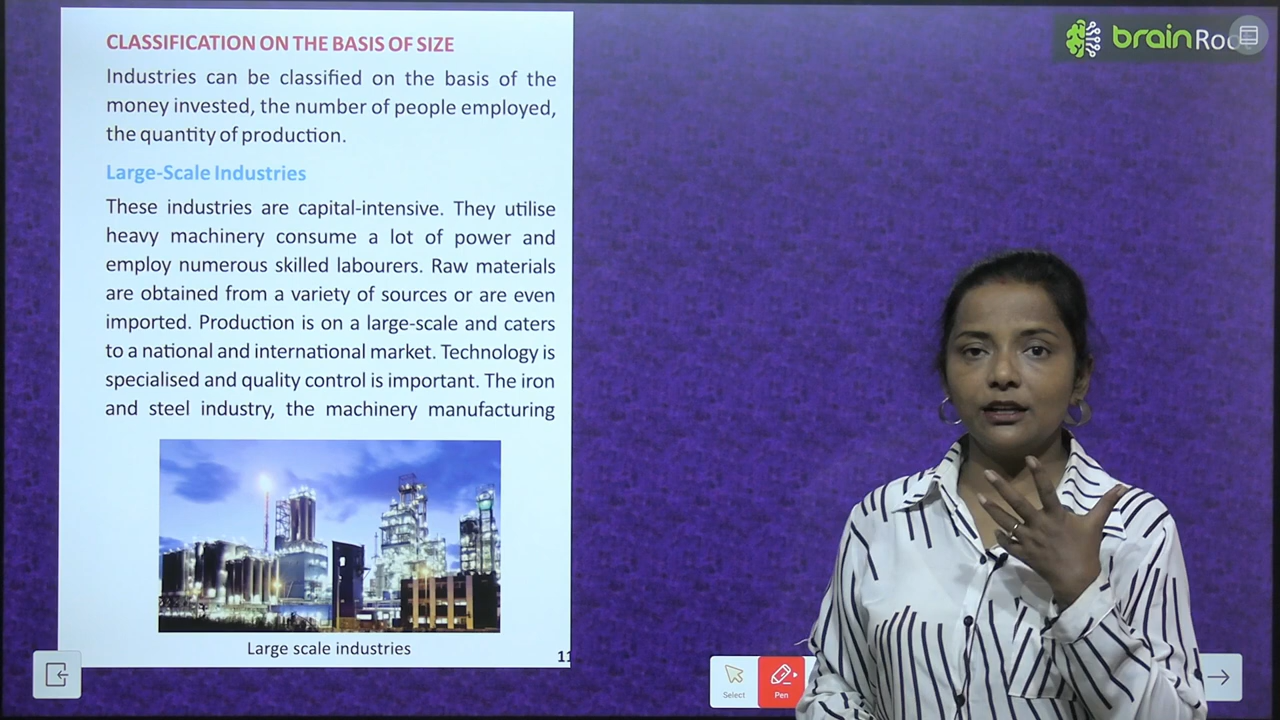 CLASSIFICATION ON THE BASIS OF SIZE
Industries can be classified on the basis of the
money invested, the number of people employed,
the quantity of production.
Large-Scale Industries
These industries are capital-intensive. They utilise
heavy machinery consume a lot of power and
employ numerous skilled labourers. Raw materials
are obtained from a variety of sources or are even
imported. Production is on a large-scale and caters
to a national and international market. Technology is
specialised and quality control is important. The iron
and steel industry, the machinery manufacturing
Large scale industries
brain
Select
Pen